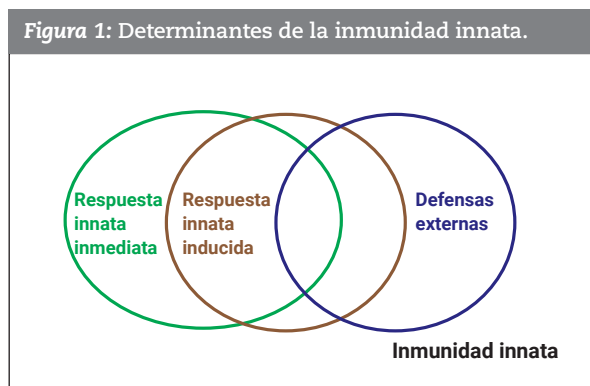 Figura 1: Determinantes de la inmunidad innata.
Respuesta
innata
inmediata
Respuesta
innata
inducida
Defensas
externas
Inmunidad innata